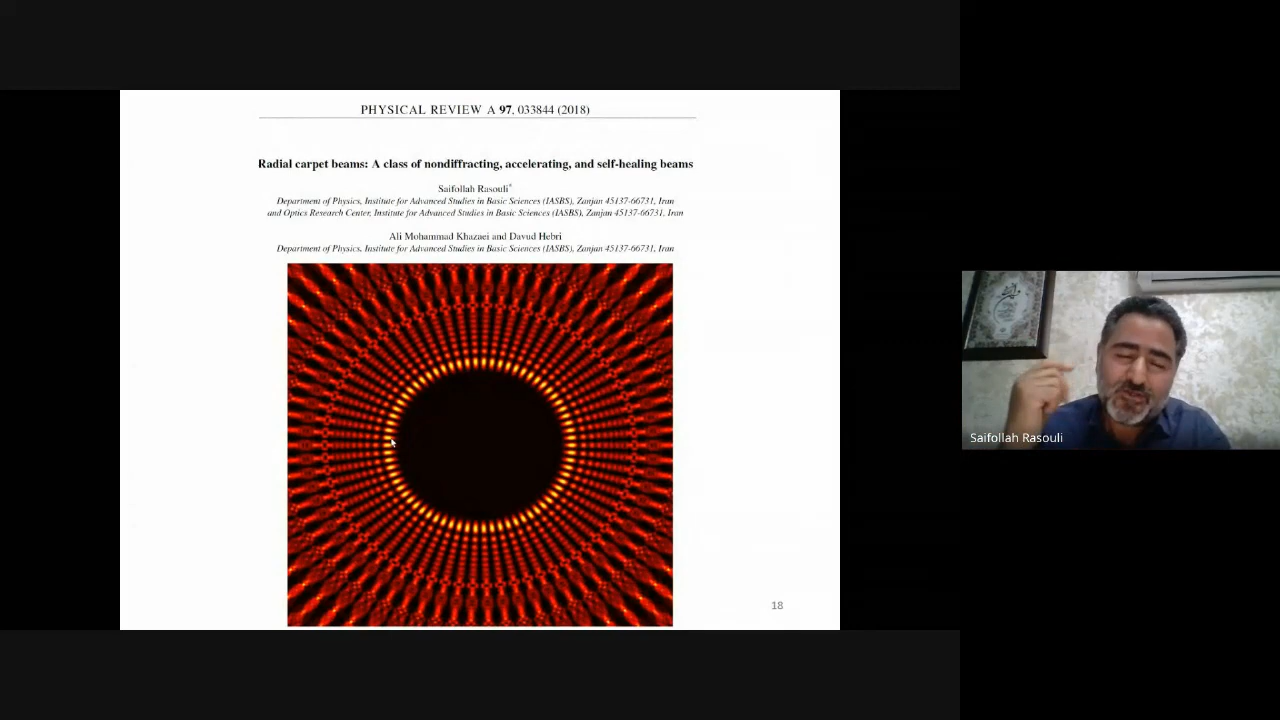 PHYSICAL REVIEW A 97, 033844 (2018)
Radial carpet beams: A class of nondiffracting, accelerating, and self-healing beams
Saifollah Rasouli*
Department of Physics, Institute for Advanced Studies in Basic Sciences (IASBS), Zanjan 45137-66731, Iran
and Optics Research Center, Institute for Advanced Studies in Basic Sciences (IASBS), Zanjan 45137-66731, Iran
Ali Mohammad Khazaei and Davud Hebri
Department of Physics, Institute for Advanced Studies in Basic Sciences (IASBS), Zanjan 45137-66731, Iran
18
Saifollah Rasouli